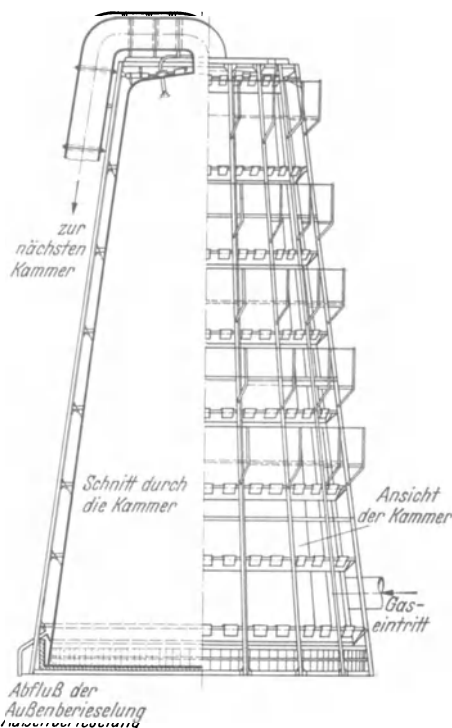 zur
nächsten
Kammer
Schnitt durch
die Kammer
Ansicht
der Kammer
Gas-
eintritt
Abfluß der
Außenberieselung